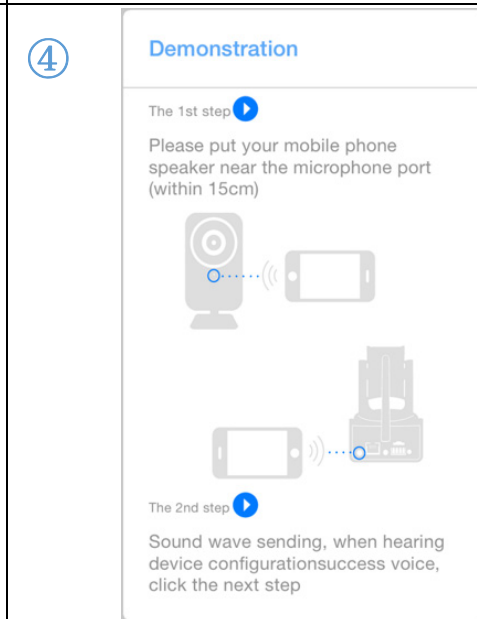 ④
Demonstration
The 1st step
Please put your mobile phone
speaker near the microphone port
(within 15cm)
The 2nd step
Sound wave sending, when hearing
device configurationsuccess voice,
click the next step